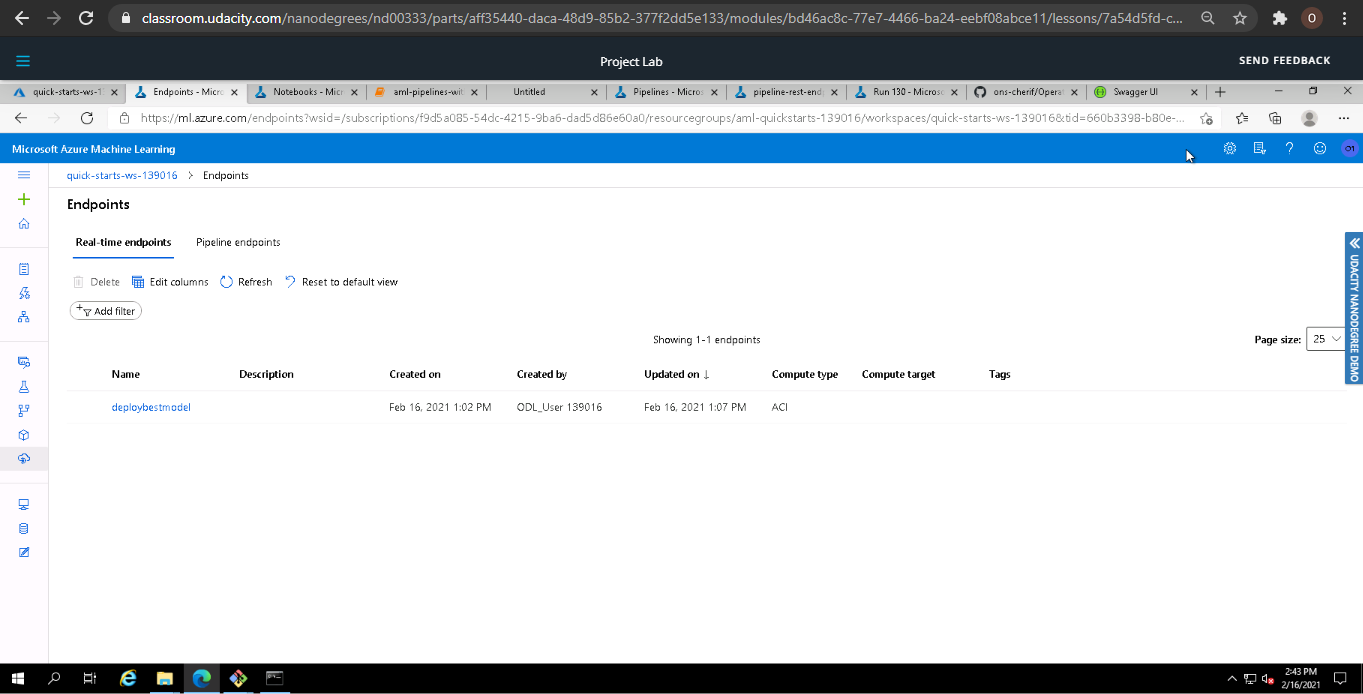 classroom.udacity.com/nanodegrees/nd00333/parts/aff35440-daca-48d9-85b2-377f2dd5e133/modules/bd46ac8c-77e7-4466-ba24-eebf08abce11/lessons/7a54d5fd-c...
O
Project Lab
SEND FEEDBACK
quick-starts-ws-1
Endpoints - Micro
Notebooks - Micr
aml-pipelines-wit
Untitled
Pipelines - Micros
pipeline-rest-endp
Run 130 - Microso
ons-cherif/Opera
Swagger UI
https://ml.azure.com/endpoints?wsid=/subscriptions/f9d5a085-54dc-4215-9ba6-dad5d86e60a0/resourcegroups/aml-quickstarts-139016/workspaces/quick-starts-ws-139016&tid=660b3398-b80e-...
Microsoft Azure Machine Learning
O1
quick-starts-ws-139016 > Endpoints
Endpoints
Real-time endpoints Pipeline endpoints
Delete Edit columns Refresh Reset to default view
Add filter
Showing 1-1 endpoints
Page size: 25
Name Description Created on Created by Updated on ↓ Compute type Compute target Tags
deploybestmodel Feb 16, 2021 1:02 PM ODL_User 139016 Feb 16, 2021 1:07 PM ACI
UDACITY NANODEGREE DEMO
2:43 PM
2/16/2021